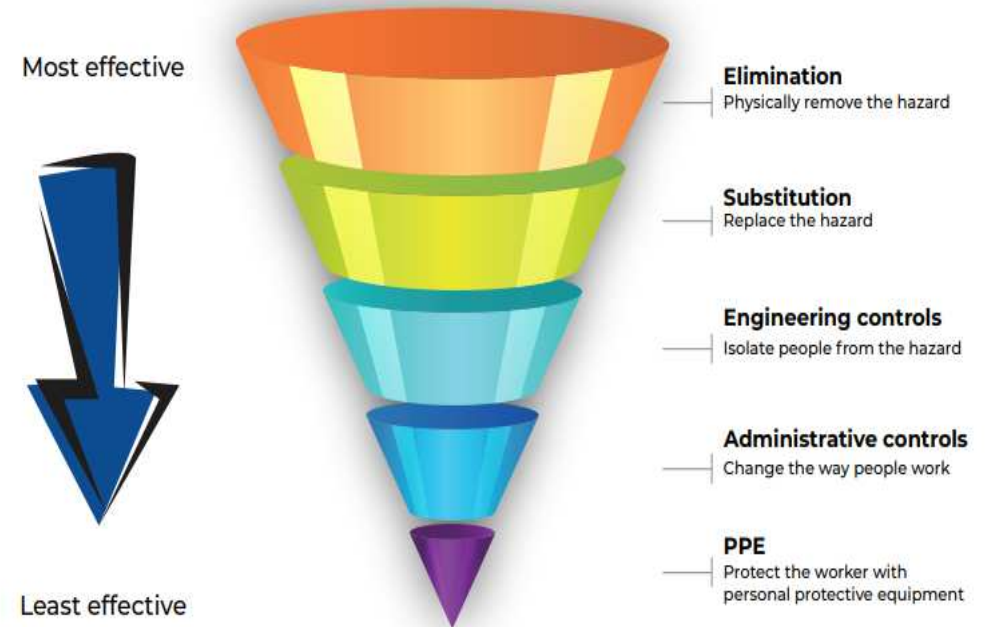 Most effective
Elimination
Physically remove the hazard
Substitution
Replace the hazard
Engineering controls
Isolate people from the hazard
Administrative controls
Change the way people work
PPE
Protect the worker with
personal protective equipment
Least effective